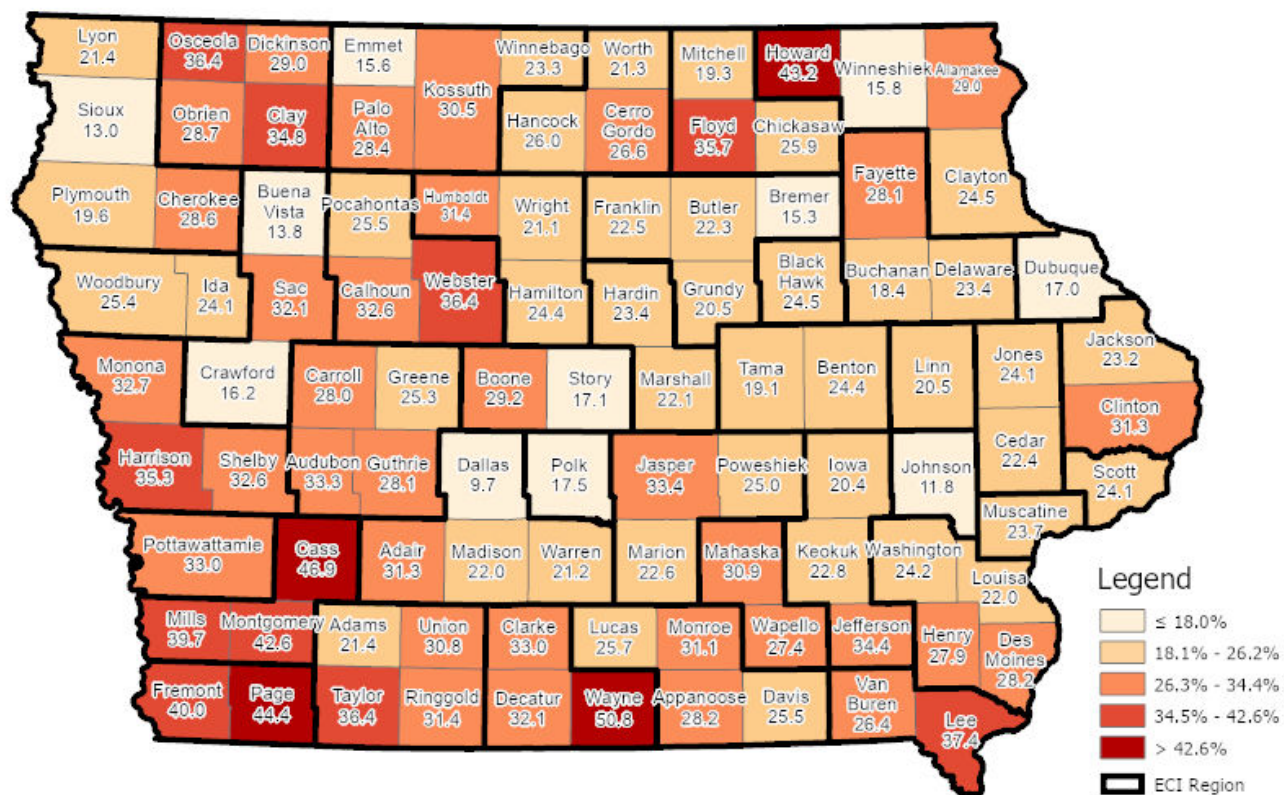 Lyon
21.4
Osceola
36.4
Dickinson
29.0
Emmet
15.6
Kossuth
30.5
Winnebago
23.3
Worth
21.3
Mitchell
19.3
Howard
43.2
Winneshiek
15.8
Allamakee
29.0
Sioux
13.0
Obrien
28.7
Clay
34.8
Palo
Alto
28.4
Hancock
26.0
Cerro
Gordo
26.6
Floyd
35.7
Chickasaw
25.9
Fayette
28.1
Clayton
24.5
Plymouth
19.6
Cherokee
28.6
Buena
Vista
13.8
Pocahontas
25.5
Humboldt
31.4
Wright
21.1
Franklin
22.5
Butler
22.3
Bremer
15.3
Woodbury
25.4
Ida
24.1
Sac
32.1
Calhoun
32.6
Webster
36.4
Hamilton
24.4
Hardin
23.4
Grundy
20.5
Black
Hawk
24.5
Buchanan
18.4
Delaware
23.4
Dubuque
17.0
Monona
32.7
Crawford
16.2
Carroll
28.0
Greene
25.3
Boone
29.2
Story
17.1
Marshall
22.1
Tama
19.1
Benton
24.4
Linn
20.5
Jones
24.1
Jackson
23.2
Clinton
31.3
Harrison
35.3
Shelby
32.6
Audubon
33.3
Guthrie
28.1
Dallas
9.7
Polk
17.5
Jasper
33.4
Poweshiek
25.0
Iowa
20.4
Johnson
11.8
Cedar
22.4
Scott
24.1
Muscatine
23.7
Pottawattamie
33.0
Cass
46.9
Adair
31.3
Madison
22.0
Warren
21.2
Marion
22.6
Mahaska
30.9
Keokuk
22.8
Washington
24.2
Louisa
22.0
Mills
39.7
Montgomery
42.6
Adams
21.4
Union
30.8
Clarke
33.0
Lucas
25.7
Monroe
31.1
Wapello
27.4
Jefferson
34.4
Henry
27.9
Des
Moines
28.2
Fremont
40.0
Page
44.4
Taylor
36.4
Ringgold
31.4
Decatur
32.1
Wayne
50.8
Appanoose
28.2
Davis
25.5
Van
Buren
26.4
Lee
37.4
Legend
≤ 18.0%
18.1% - 26.2%
26.3% - 34.4%
34.5% - 42.6%
> 42.6%
ECI Region